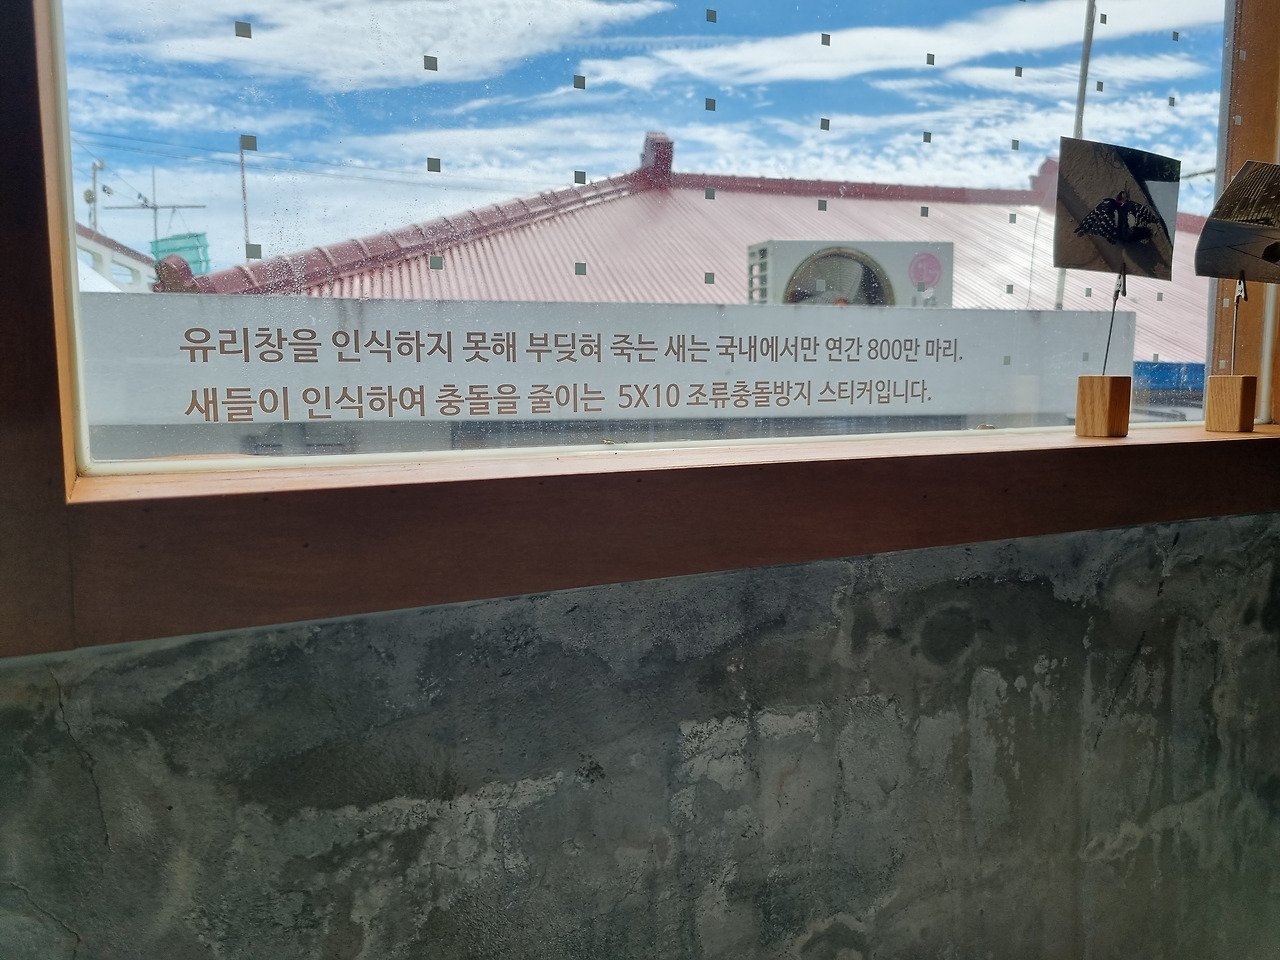 유리창을 인식하지 못해 부딪혀 죽는 새는 국내에서만 연간 800만 마리.
새들이 인식하여 충돌을 줄이는 5X10 조류충돌방지 스티커입니다.